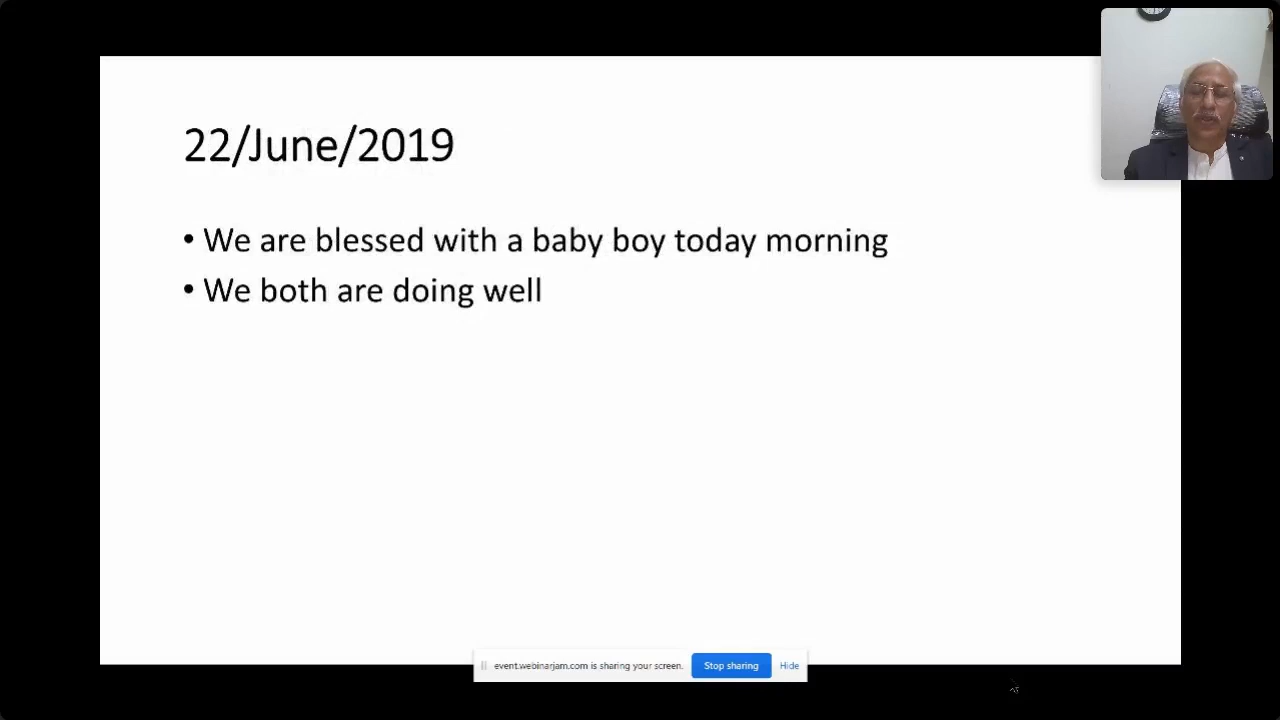 22/June/2019
• We are blessed with a baby boy today morning
• We both are doing well
event.webinarjam.com is sharing your screen. Stop sharing Hide